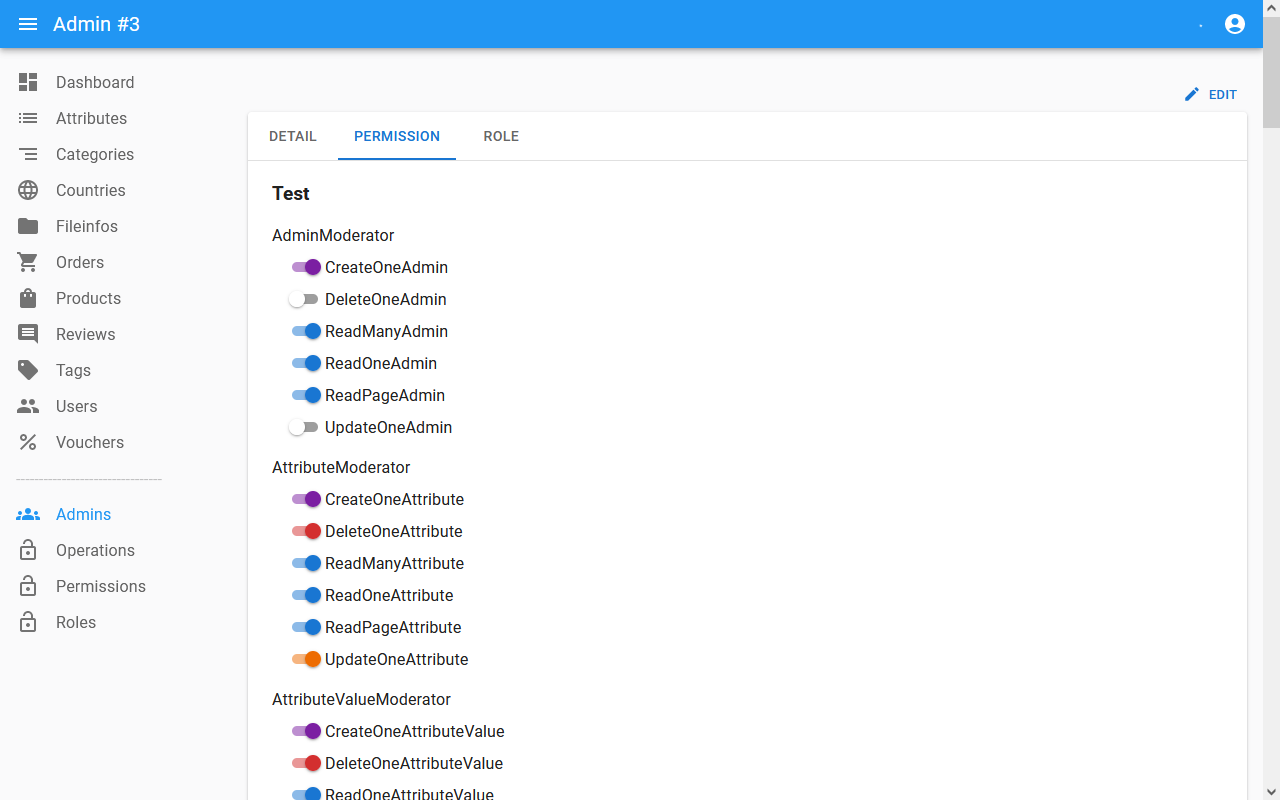 Admin #3
EDIT
Dashboard
Attributes
Categories
Countries
Fileinfos
Orders
Products
Reviews
Tags
Users
Vouchers
Admins
Operations
Permissions
Roles
DETAIL PERMISSION ROLE
Test
AdminModerator
CreateOneAdmin
DeleteOneAdmin
ReadManyAdmin
ReadOneAdmin
ReadPageAdmin
UpdateOneAdmin
AttributeModerator
CreateOneAttribute
DeleteOneAttribute
ReadManyAttribute
ReadOneAttribute
ReadPageAttribute
UpdateOneAttribute
AttributeValueModerator
CreateOneAttributeValue
DeleteOneAttributeValue
ReadOneAttributeValue